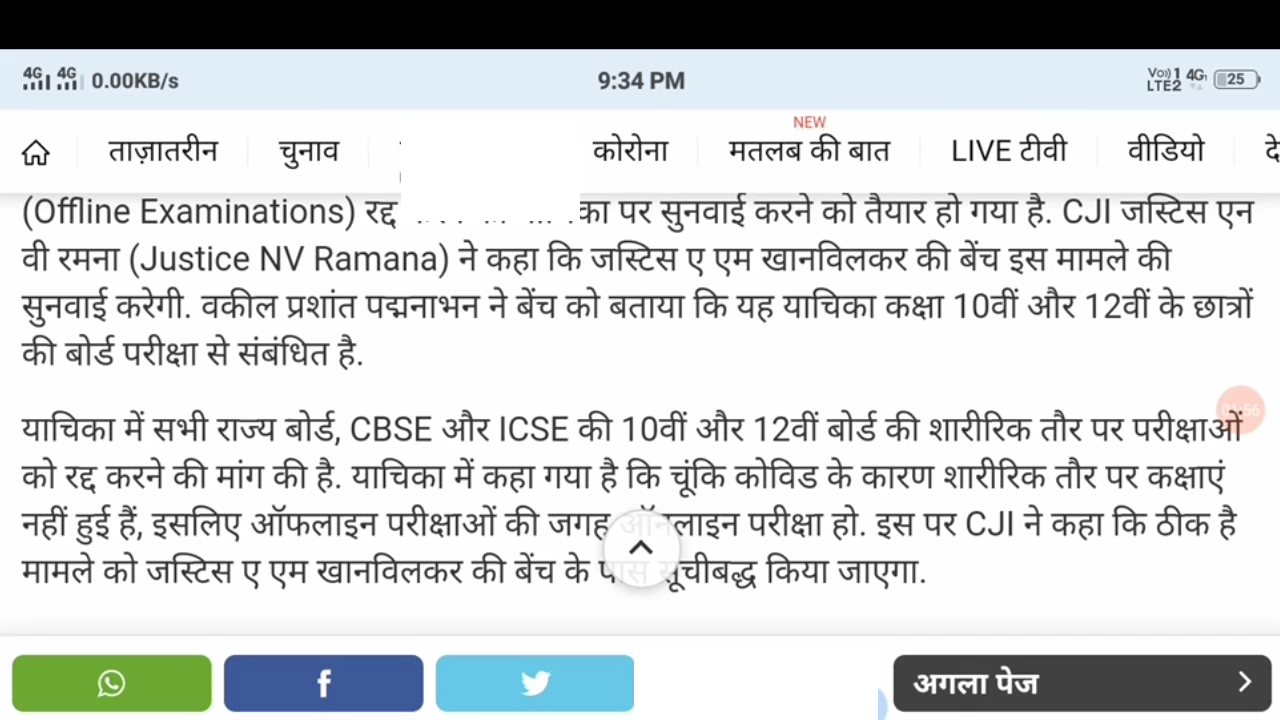 4G 4G 0.00KB/s 9:34 PM Vo) 1 4G LTE2 25
NEW
ताज़ातरीन चुनाव कोरोना मतलब की बात LIVE टीवी वीडियो दे
(Offline Examinations) रद्द का पर सुनवाई करने को तैयार हो गया है. CJI जस्टिस एन
वी रमना (Justice NV Ramana) ने कहा कि जस्टिस ए एम खानविलकर की बेंच इस मामले की
सुनवाई करेगी. वकील प्रशांत पद्मनाभन ने बेंच को बताया कि यह याचिका कक्षा 10वीं और 12वीं के छात्रों
की बोर्ड परीक्षा से संबंधित है.
याचिका में सभी राज्य बोर्ड, CBSE और ICSE की 10वीं और 12वीं बोर्ड की शारीरिक तौर पर परीक्षाओं
को रद्द करने की मांग की है. याचिका में कहा गया है कि चूंकि कोविड के कारण शारीरिक तौर पर कक्षाएं
नहीं हुई हैं, इसलिए ऑफलाइन परीक्षाओं की जगह ऑनलाइन परीक्षा हो. इस पर CJI ने कहा कि ठीक है
मामले को जस्टिस ए एम खानविलकर की बेंच के पास सूचीबद्ध किया जाएगा.
अगला पेज